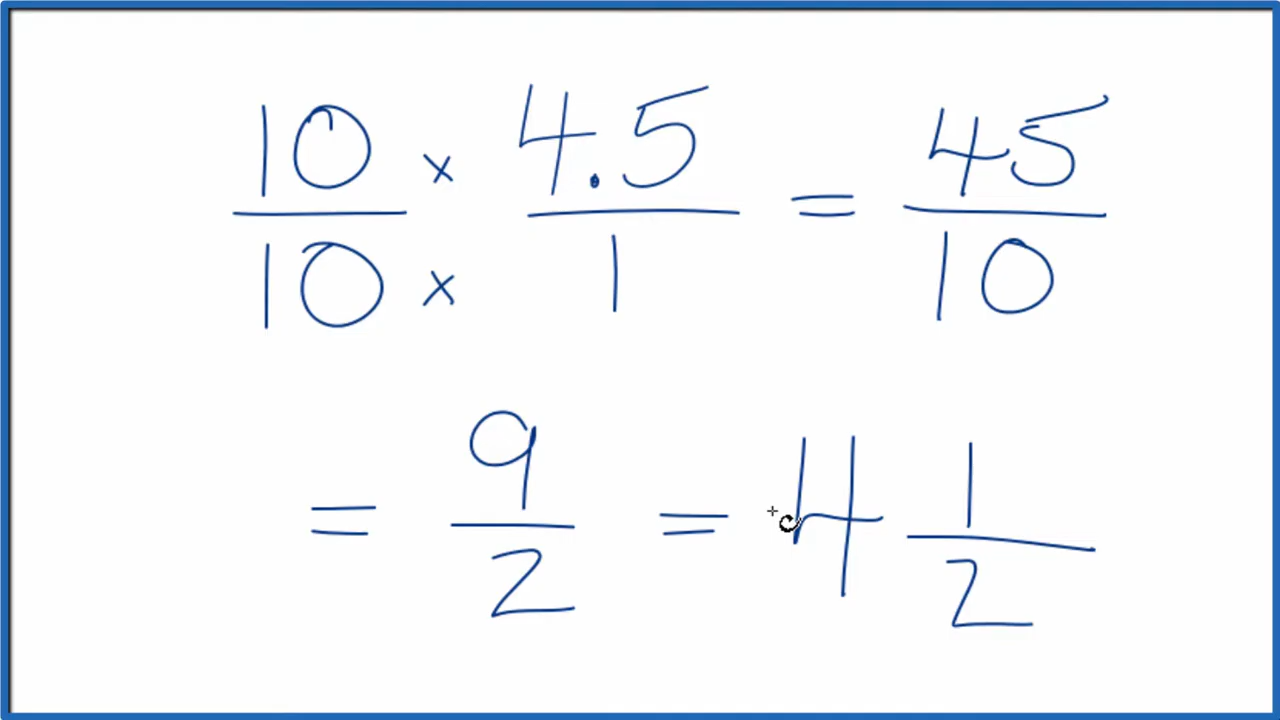 10 × 4.5 = 45
10 × 1 10
= 9 = 4 1
2 2